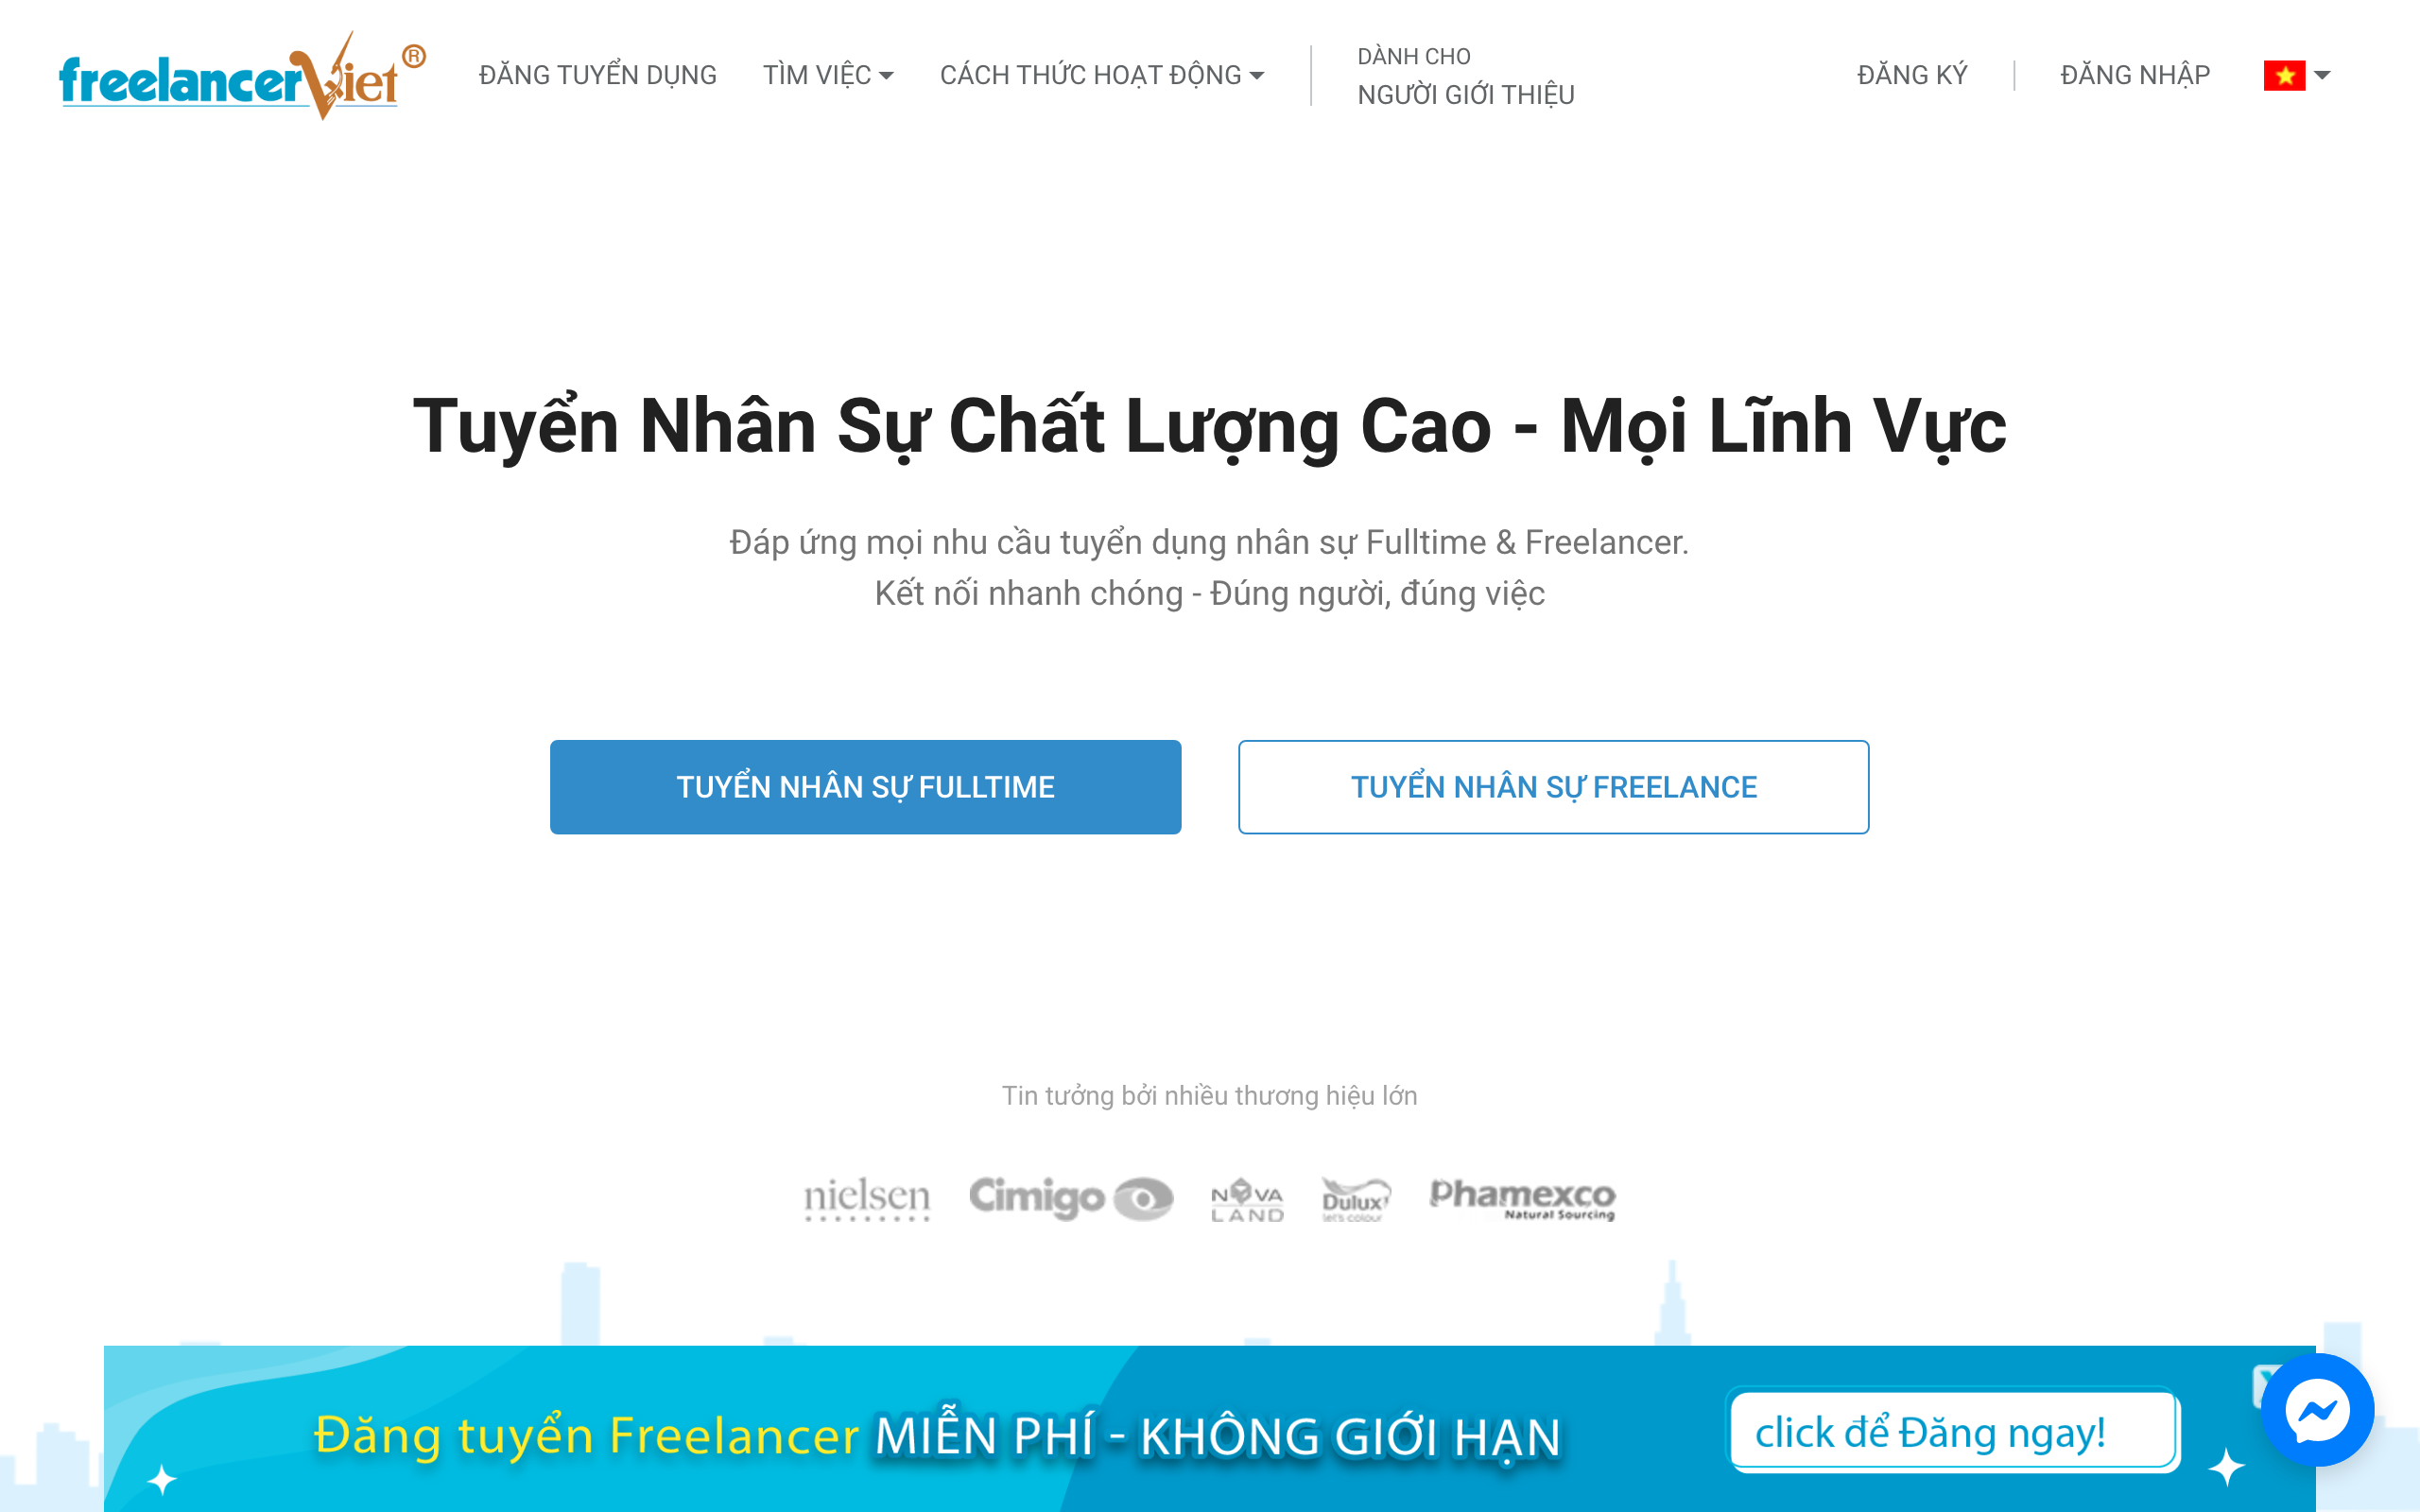 freelancerViet®
ĐĂNG TUYỂN DỤNG
TÌM VIỆC
CÁCH THỨC HOẠT ĐỘNG
DÀNH CHO
NGƯỜI GIỚI THIỆU
ĐĂNG KÝ
ĐĂNG NHẬP
Tuyển Nhân Sự Chất Lượng Cao - Mọi Lĩnh Vực
Đáp ứng mọi nhu cầu tuyển dụng nhân sự Fulltime & Freelancer.
Kết nối nhanh chóng - Đúng người, đúng việc
TUYỂN NHÂN SỰ FULLTIME
TUYỂN NHÂN SỰ FREELANCE
Tin tưởng bởi nhiều thương hiệu lớn
nielsen
Cimigo
NOVA
LAND
Dulux
let's colour
Phamexco
Natural Sourcing
Đăng tuyển Freelancer MIỄN PHÍ - KHÔNG GIỚI HẠN
click để Đăng ngay!